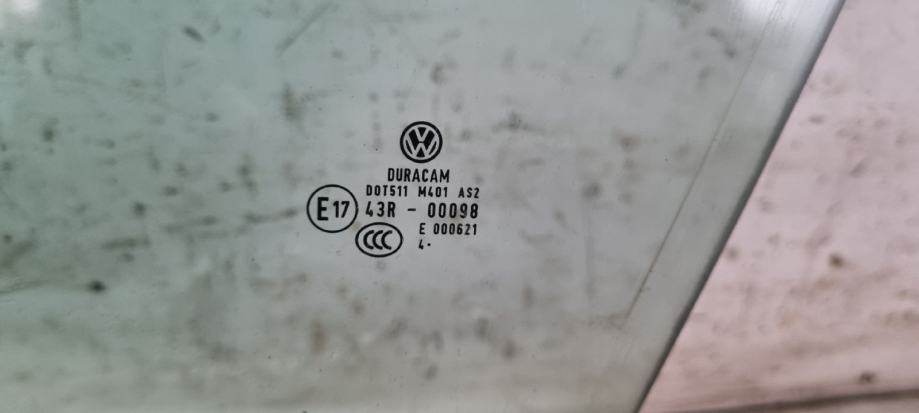 DURACAM
DOT511 M401 AS2
E17 43R - 00098
E 000621
CCC
4·